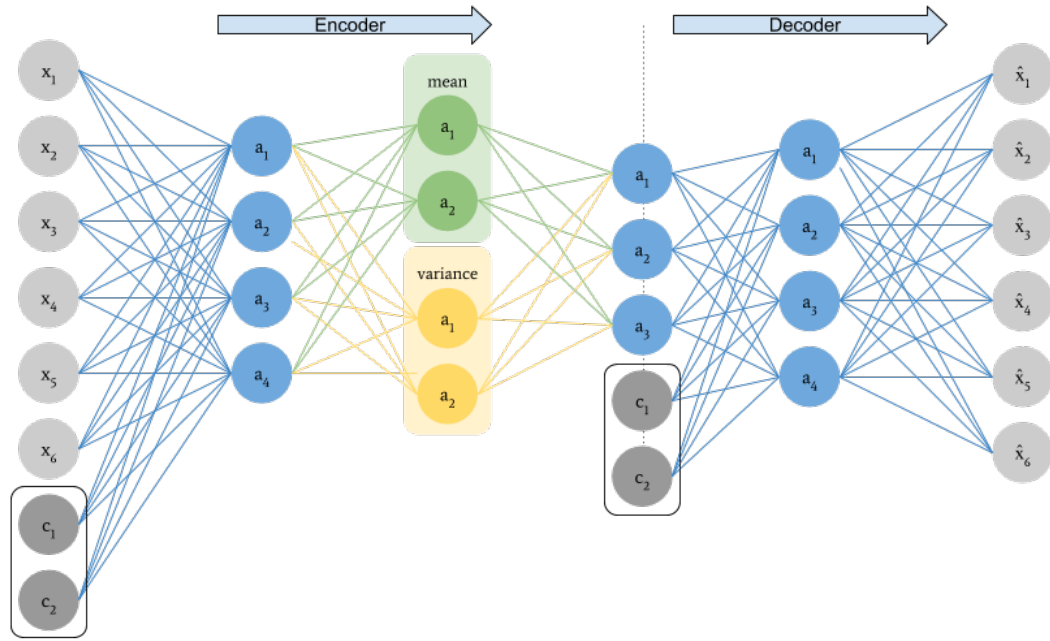 Encoder
Decoder
x1
x2
x3
x4
x5
x6
c1
c2
a1
a2
a3
a4
mean
a1
a2
variance
a1
a2
a1
a2
a3
c1
c2
a1
a2
a3
a4
x̂1
x̂2
x̂3
x̂4
x̂5
x̂6